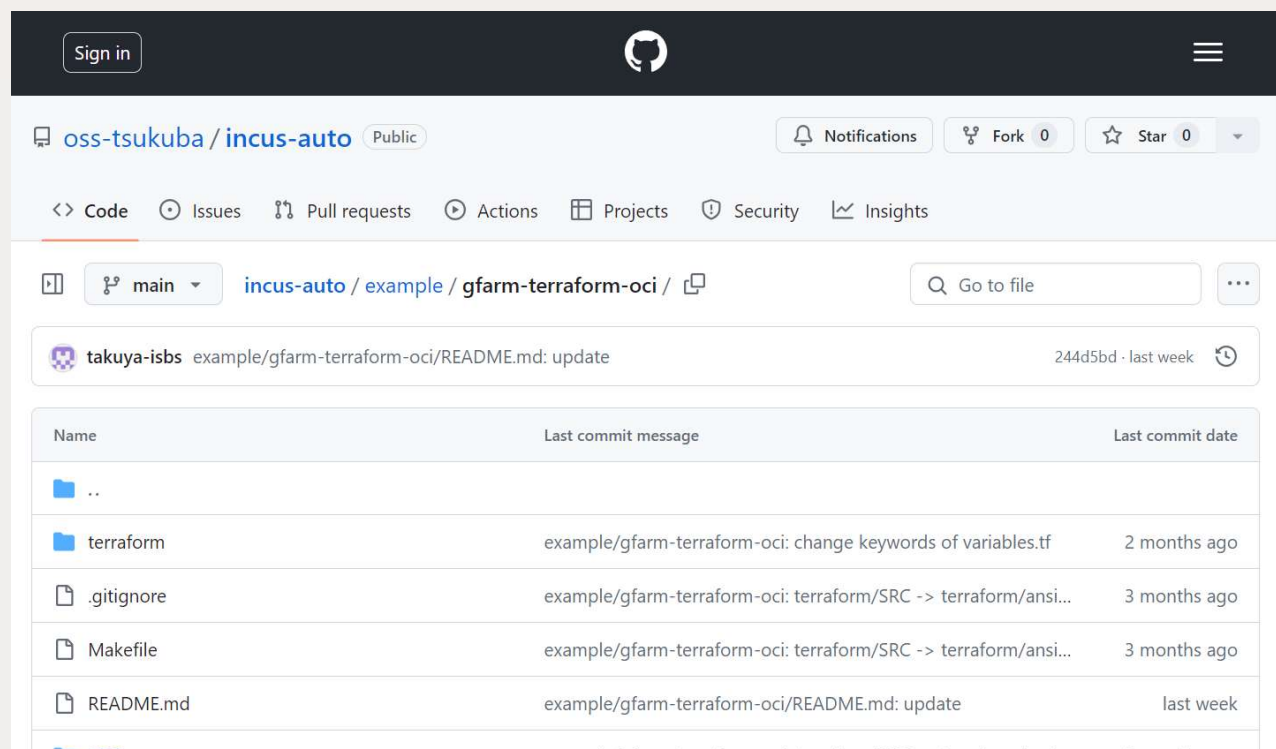 Sign in
oss-tsukuba / incus-auto Public
Notifications Fork 0 Star 0
Code Issues Pull requests Actions Projects Security Insights
main incus-auto / example / gfarm-terraform-oci / Go to file
takuya-isbs example/gfarm-terraform-oci/README.md: update 244d5bd · last week
Name Last commit message Last commit date
..
terraform example/gfarm-terraform-oci: change keywords of variables.tf 2 months ago
.gitignore example/gfarm-terraform-oci: terraform/SRC -> terraform/ansi... 3 months ago
Makefile example/gfarm-terraform-oci: terraform/SRC -> terraform/ansi... 3 months ago
README.md example/gfarm-terraform-oci/README.md: update last week